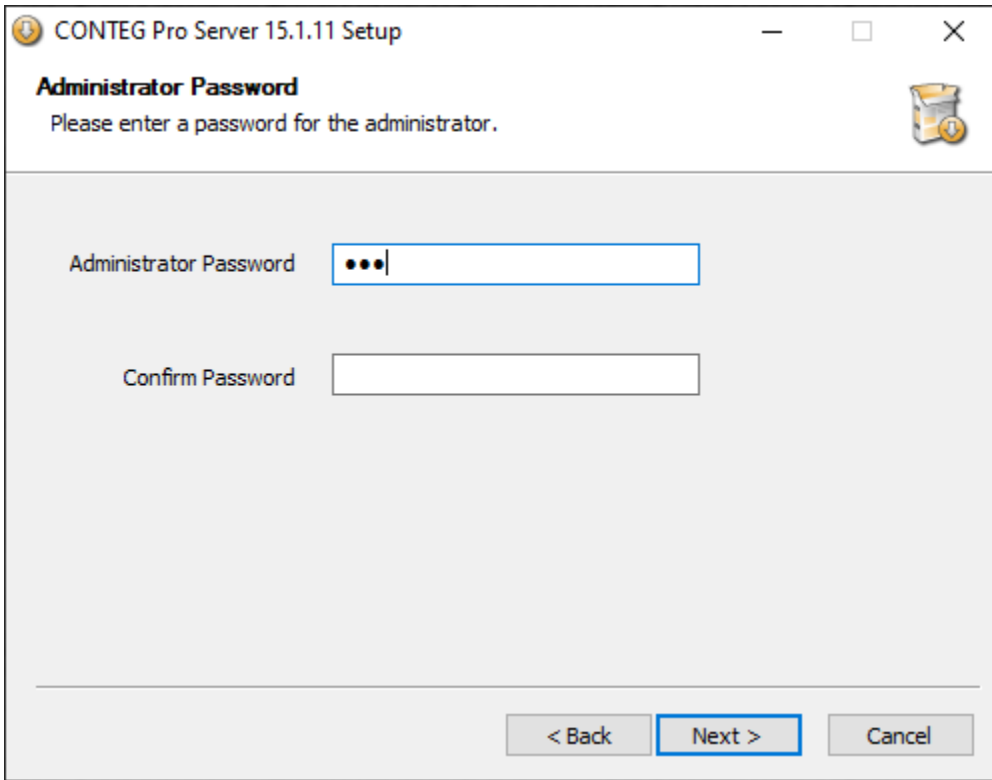 CONTEG Pro Server 15.1.11 Setup
Administrator Password
Please enter a password for the administrator.
Administrator Password
●●●
Confirm Password
< Back
Next >
Cancel